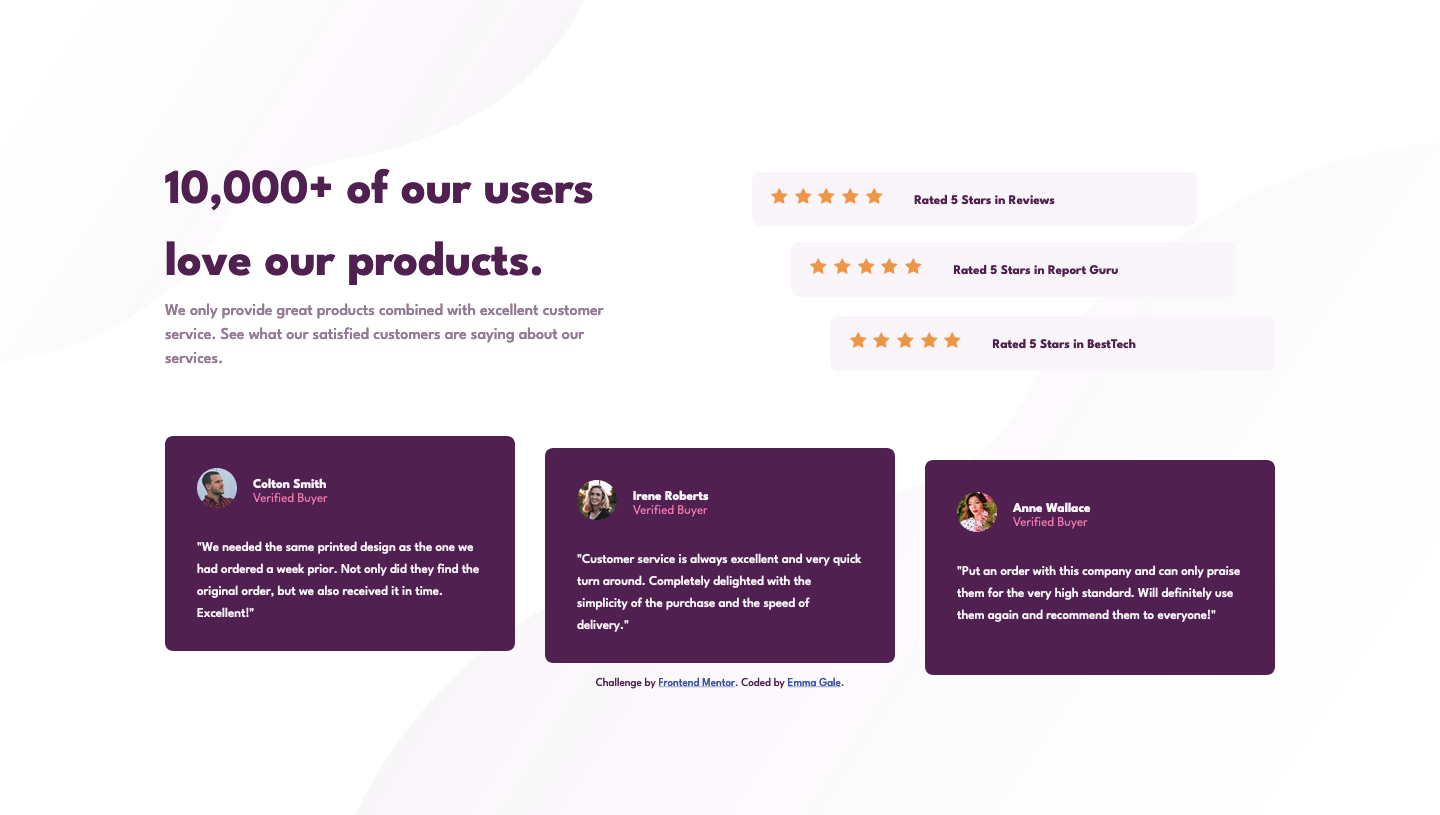 10,000+ of our users
love our products.
We only provide great products combined with excellent customer
service. See what our satisfied customers are saying about our
services.
Rated 5 Stars in Reviews
Rated 5 Stars in Report Guru
Rated 5 Stars in BestTech
Colton Smith
Verified Buyer
"We needed the same printed design as the one we
had ordered a week prior. Not only did they find the
original order, but we also received it in time.
Excellent!"
Irene Roberts
Verified Buyer
"Customer service is always excellent and very quick
turn around. Completely delighted with the
simplicity of the purchase and the speed of
delivery."
Anne Wallace
Verified Buyer
"Put an order with this company and can only praise
them for the very high standard. Will definitely use
them again and recommend them to everyone!"
Challenge by Frontend Mentor. Coded by Emma Gale.